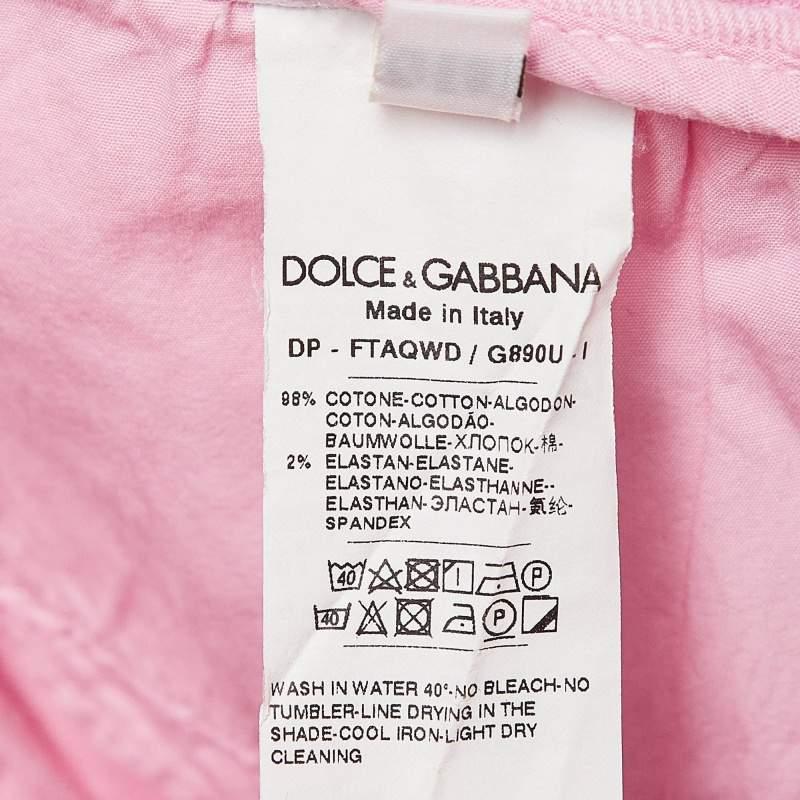 DOLCE & GABBANA
Made in Italy
DP - FTAQWD / G890U - I
98% COTONE-COTTON-ALGODON-
COTON-ALGODÃO-
BAUMWOLLE-ХЛОПОК-棉-
2% ELASTAN-ELASTANE-
ELASTANO-ELASTHANNE--
ELASTHAN-ЭЛАСТАН-氨纶-
SPANDEX
40 P
40 P
WASH IN WATER 40°-NO BLEACH-NO
TUMBLER-LINE DRYING IN THE
SHADE-COOL IRON-LIGHT DRY
CLEANING